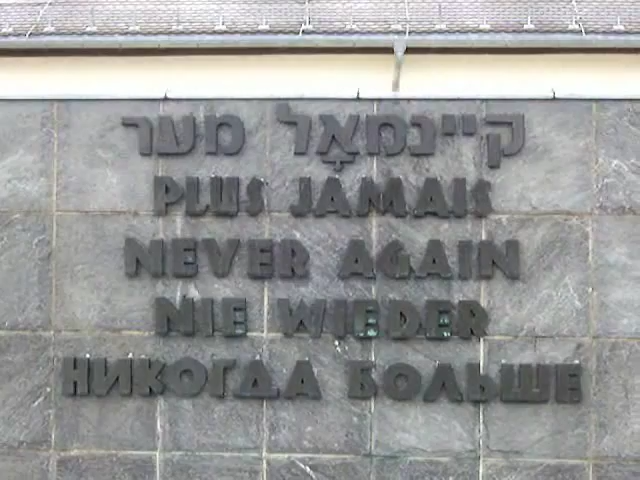 קיינמאָל מער
PLUS JAMAIS
NEVER AGAIN
NIE WIEDER
НИКОГДА БОЛЬШЕ